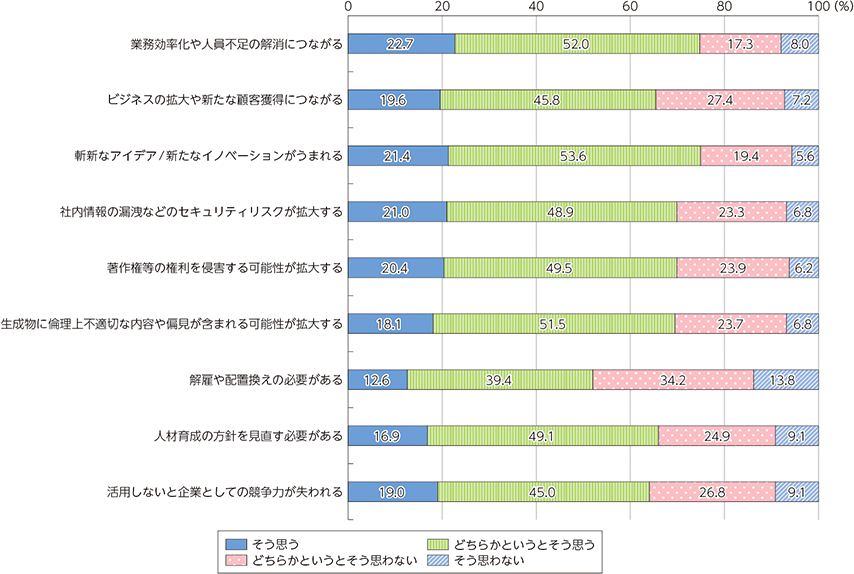 0 20 40 60 80 100 (%)
業務効率化や人員不足の解消につながる 22.7 52.0 17.3 8.0
ビジネスの拡大や新たな顧客獲得につながる 19.6 45.8 27.4 7.2
斬新なアイデア/新たなイノベーションがうまれる 21.4 53.6 19.4 5.6
社内情報の漏洩などのセキュリティリスクが拡大する 21.0 48.9 23.3 6.8
著作権等の権利を侵害する可能性が拡大する 20.4 49.5 23.9 6.2
生成物に倫理上不適切な内容や偏見が含まれる可能性が拡大する 18.1 51.5 23.7 6.8
解雇や配置換えの必要がある 12.6 39.4 34.2 13.8
人材育成の方針を見直す必要がある 16.9 49.1 24.9 9.1
活用しないと企業としての競争力が失われる 19.0 45.0 26.8 9.1
そう思う どちらかというとそう思う
どちらかというとそう思わない そう思わない